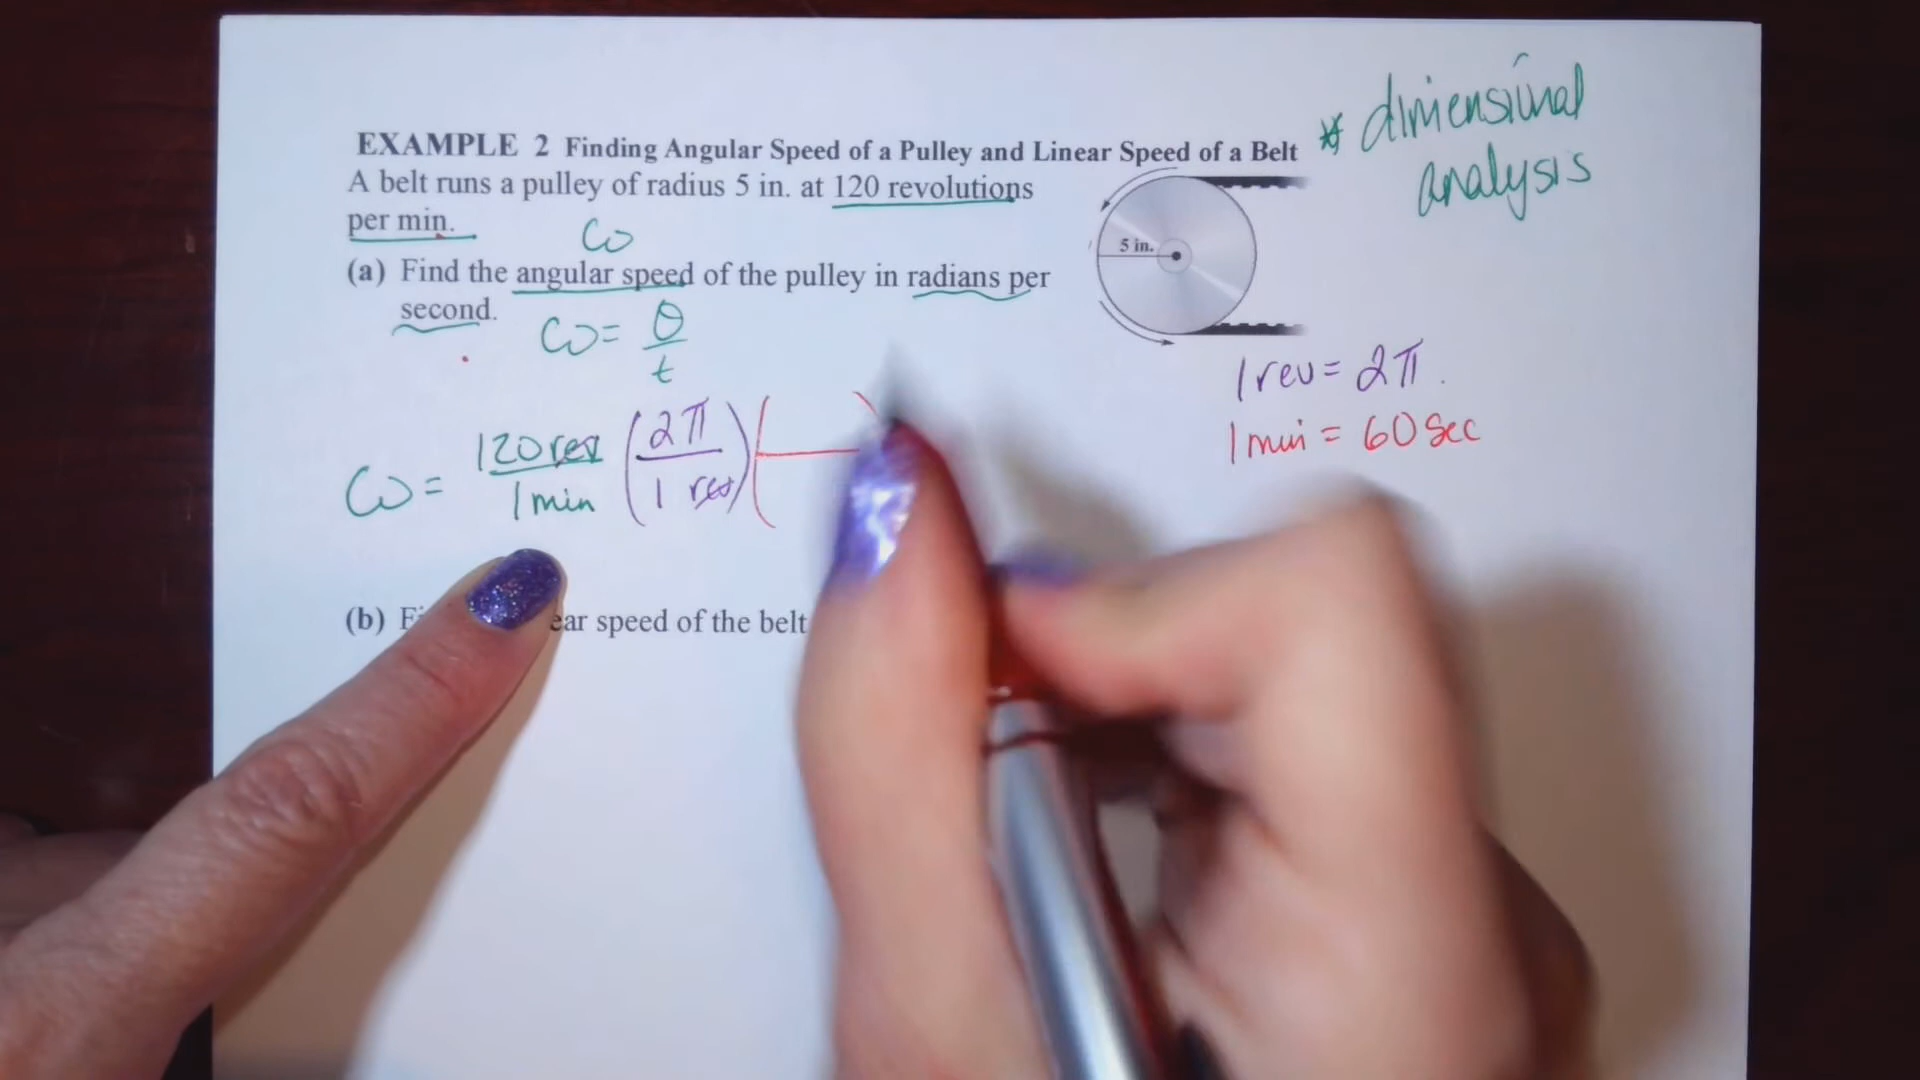 EXAMPLE 2 Finding Angular Speed of a Pulley and Linear Speed of a Belt
* dimensional
analysis
A belt runs a pulley of radius 5 in. at 120 revolutions
per min.
ω
(a) Find the angular speed of the pulley in radians per
second.
5 in.
ω = θ/t
1 rev = 2π
1 min = 60 sec
ω = 120 rev/1 min (2π/1 rev)(
(b) ear speed of the belt